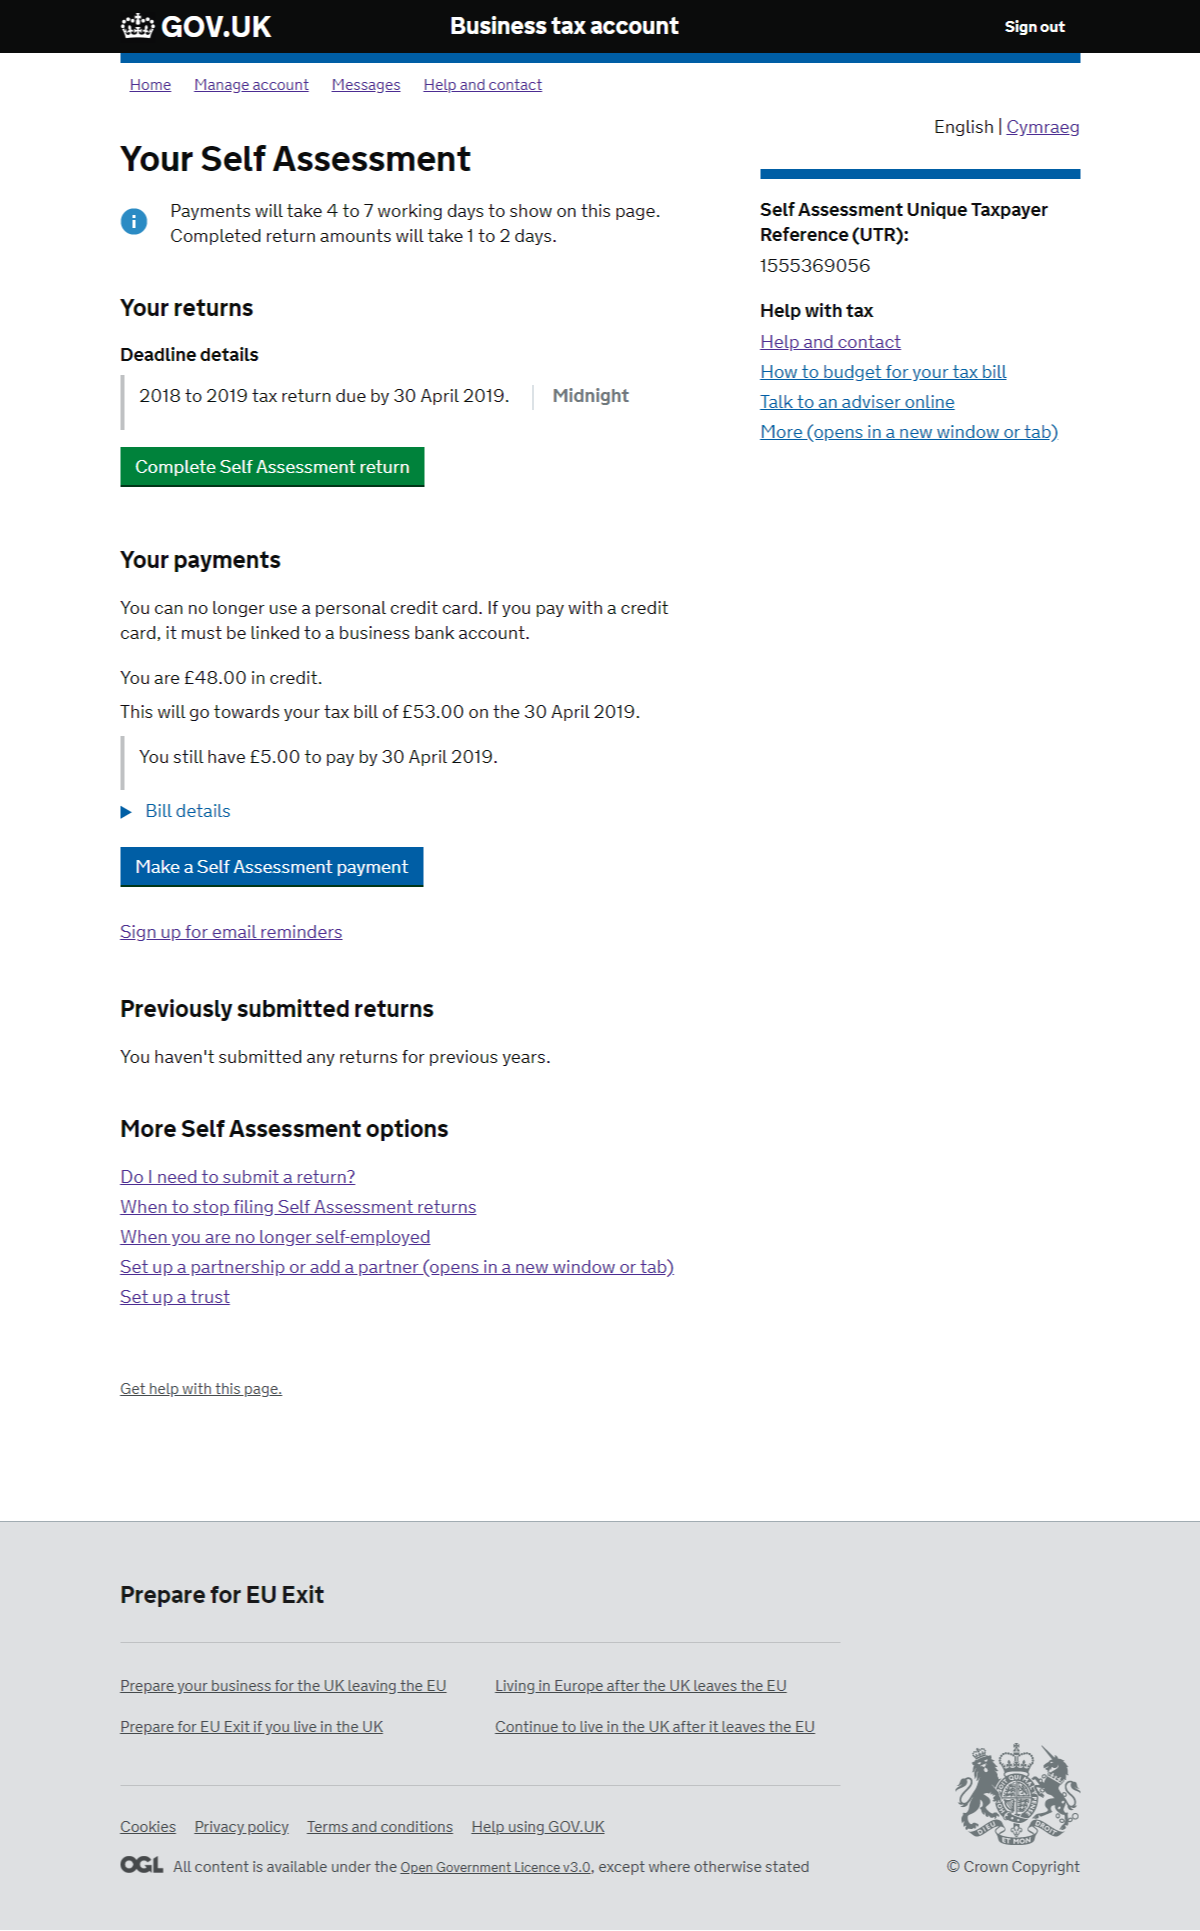 GOV.UK
Business tax account
Sign out
Home
Manage account
Messages
Help and contact
English | Cymraeg
Your Self Assessment
Payments will take 4 to 7 working days to show on this page.
Completed return amounts will take 1 to 2 days.
Your returns
Deadline details
2018 to 2019 tax return due by 30 April 2019.
Midnight
Complete Self Assessment return
Your payments
You can no longer use a personal credit card. If you pay with a credit
card, it must be linked to a business bank account.
You are £48.00 in credit.
This will go towards your tax bill of £53.00 on the 30 April 2019.
You still have £5.00 to pay by 30 April 2019.
Bill details
Make a Self Assessment payment
Sign up for email reminders
Previously submitted returns
You haven't submitted any returns for previous years.
More Self Assessment options
Do I need to submit a return?
When to stop filing Self Assessment returns
When you are no longer self-employed
Set up a partnership or add a partner (opens in a new window or tab)
Set up a trust
Get help with this page.
Self Assessment Unique Taxpayer
Reference (UTR):
1555369056
Help with tax
Help and contact
How to budget for your tax bill
Talk to an adviser online
More (opens in a new window or tab)
Prepare for EU Exit
Prepare your business for the UK leaving the EU
Living in Europe after the UK leaves the EU
Prepare for EU Exit if you live in the UK
Continue to live in the UK after it leaves the EU
Cookies
Privacy policy
Terms and conditions
Help using GOV.UK
OGL
All content is available under the Open Government Licence v3.0, except where otherwise stated
DIEU ET MON DROIT
© Crown Copyright